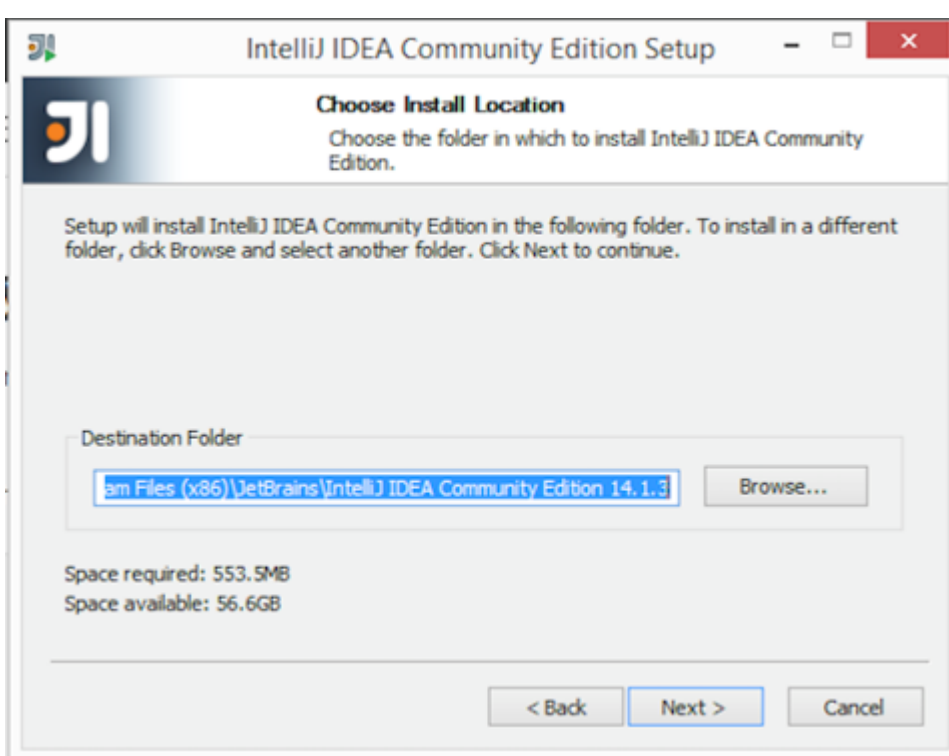 IntelliJ IDEA Community Edition Setup
Choose Install Location
Choose the folder in which to install IntelliJ IDEA Community
Edition.
Setup will install IntelliJ IDEA Community Edition in the following folder. To install in a different
folder, click Browse and select another folder. Click Next to continue.
Destination Folder
am Files (x86)\JetBrains\IntelliJ IDEA Community Edition 14.1.3
Browse...
Space required: 553.5MB
Space available: 56.6GB
< Back
Next >
Cancel